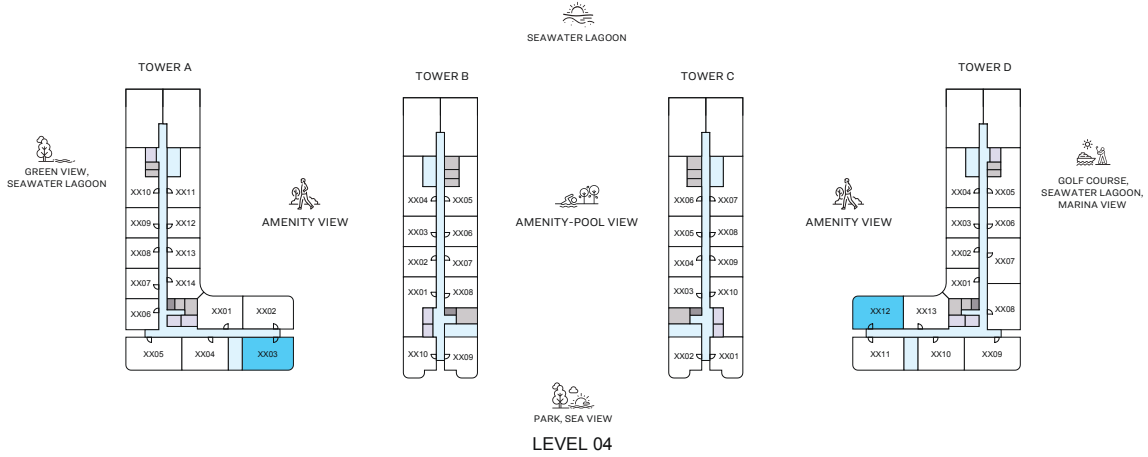 SEAWATER LAGOON
TOWER A
TOWER B
TOWER C
TOWER D
GREEN VIEW,
SEAWATER LAGOON
AMENITY VIEW
AMENITY-POOL VIEW
AMENITY VIEW
GOLF COURSE,
SEAWATER LAGOON,
MARINA VIEW
XX10 XX11
XX09 XX12
XX08 XX13
XX07 XX14
XX06 XX01 XX02
XX05 XX04 XX03
XX04 XX05
XX03 XX06
XX02 XX07
XX01 XX08
XX10 XX09
XX06 XX07
XX05 XX08
XX04 XX09
XX03 XX10
XX02 XX01
XX04 XX05
XX03 XX06
XX02 XX07
XX01
XX12 XX13 XX08
XX11 XX10 XX09
PARK, SEA VIEW
LEVEL 04